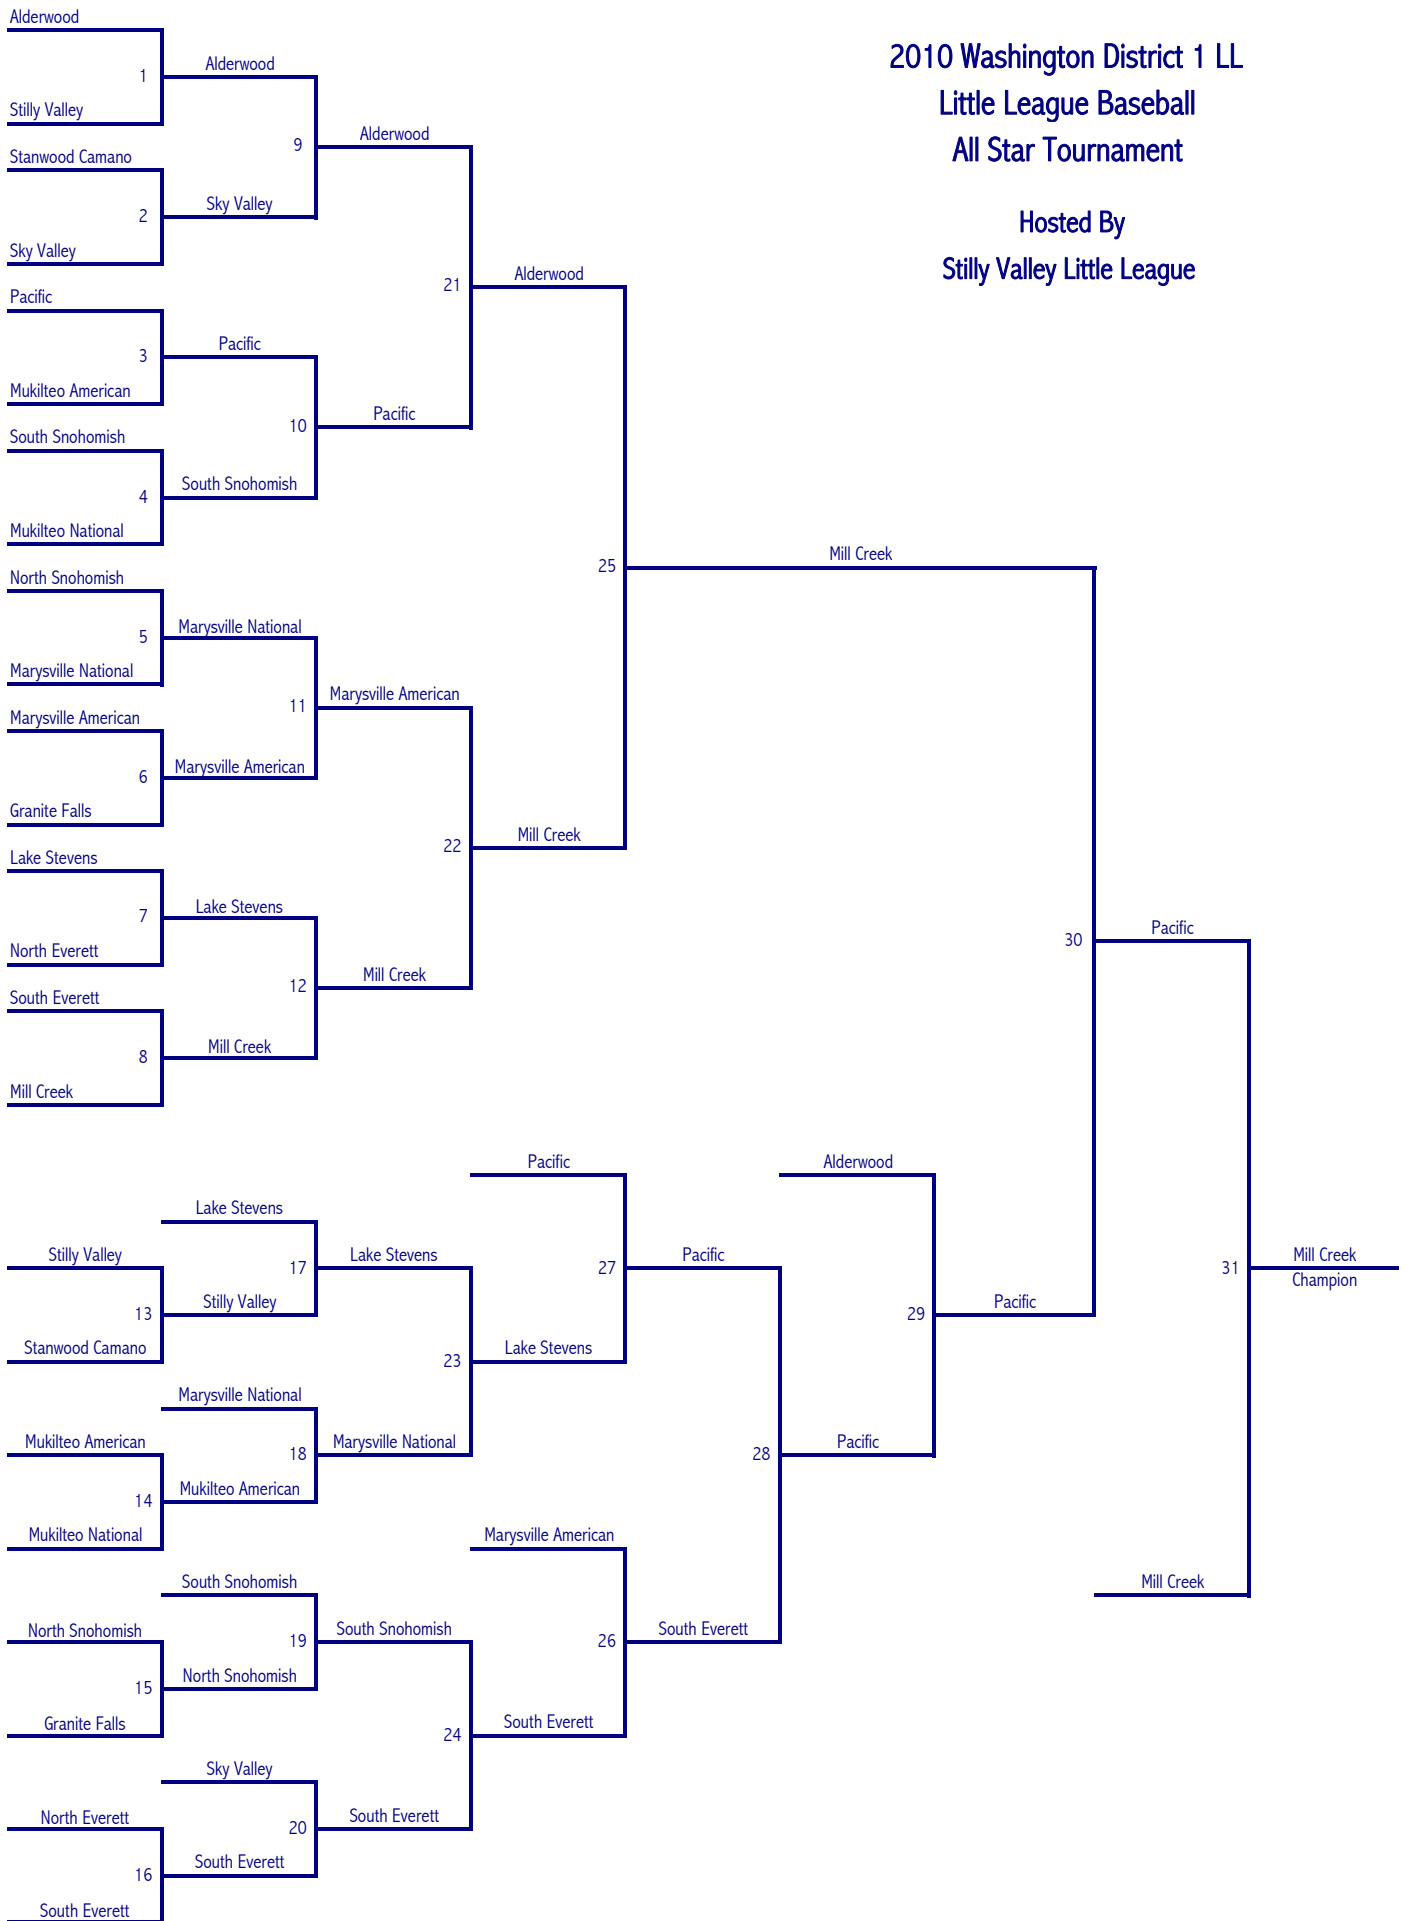 Alderwood
1
Alderwood
Stilly Valley
9
Alderwood
Stanwood Camano
2
Sky Valley
Sky Valley
21
Alderwood
Pacific
3
Pacific
Mukilteo American
10
Pacific
South Snohomish
4
South Snohomish
Mukilteo National
25
Mill Creek
North Snohomish
5
Marysville National
Marysville National
11
Marysville American
Marysville American
6
Marysville American
Granite Falls
22
Mill Creek
Lake Stevens
7
Lake Stevens
North Everett
12
Mill Creek
South Everett
8
Mill Creek
Mill Creek
2010 Washington District 1 LL
Little League Baseball
All Star Tournament
Hosted By
Stilly Valley Little League
30
Pacific
Pacific
Alderwood
Lake Stevens
Stilly Valley
17
Lake Stevens
27
Pacific
31
Mill Creek
Champion
13
Stilly Valley
29
Pacific
Stanwood Camano
23
Lake Stevens
Marysville National
Mukilteo American
18
Marysville National
28
Pacific
14
Mukilteo American
Mukilteo National
Marysville American
South Snohomish
Mill Creek
North Snohomish
19
South Snohomish
26
South Everett
15
North Snohomish
Granite Falls
24
South Everett
Sky Valley
North Everett
20
South Everett
16
South Everett
South Everett